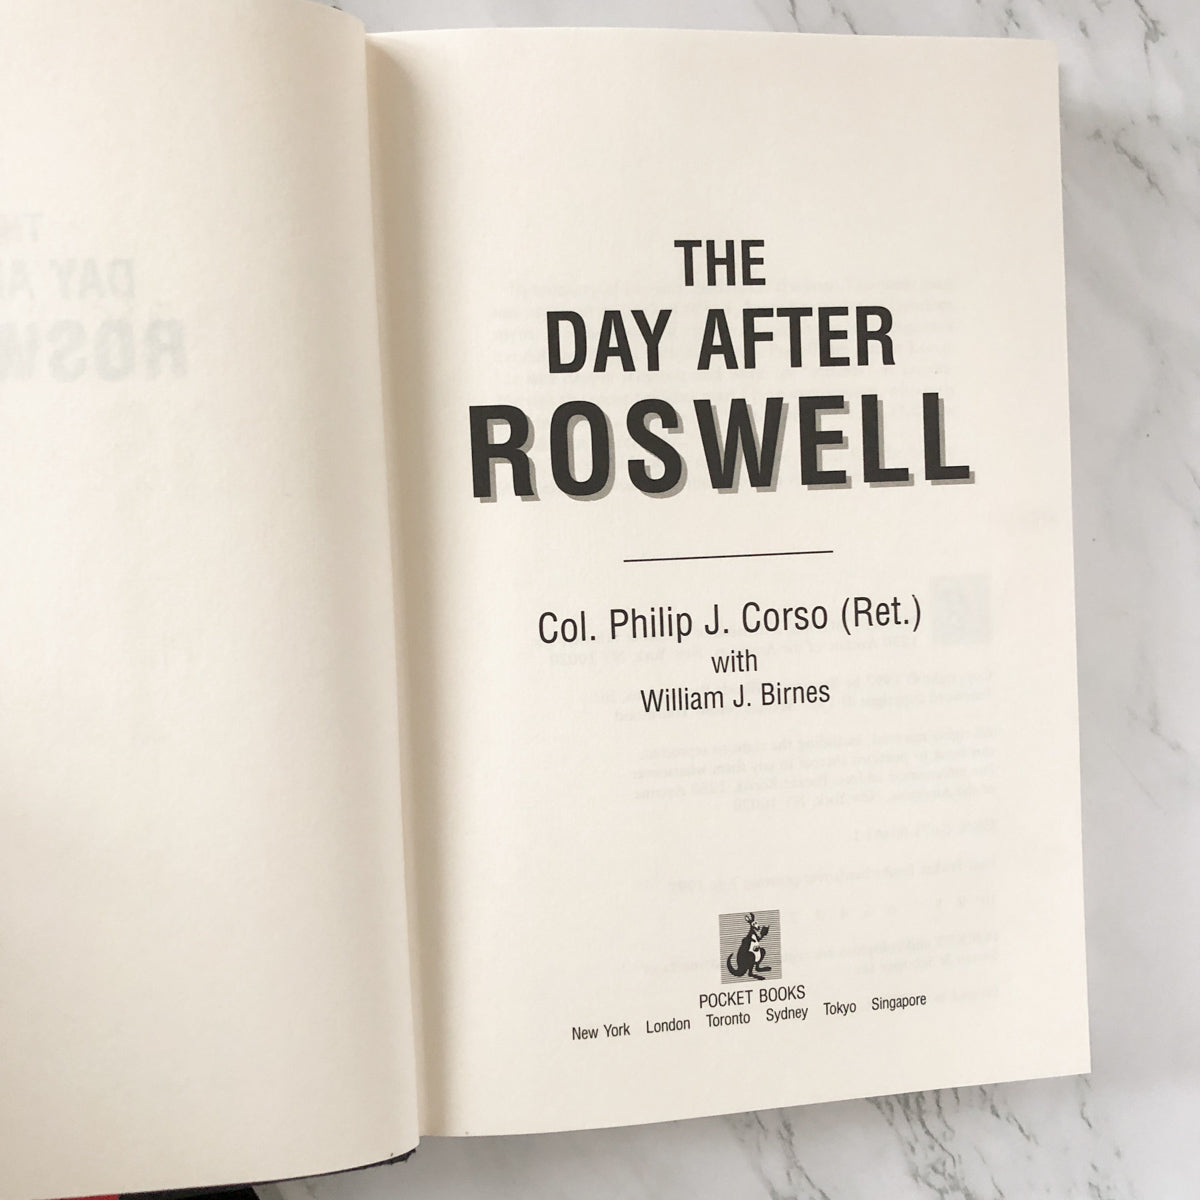 THE
DAY AFTER
ROSWELL
Col. Philip J. Corso (Ret.)
with
William J. Birnes
POCKET BOOKS
New York London Toronto Sydney Tokyo Singapore